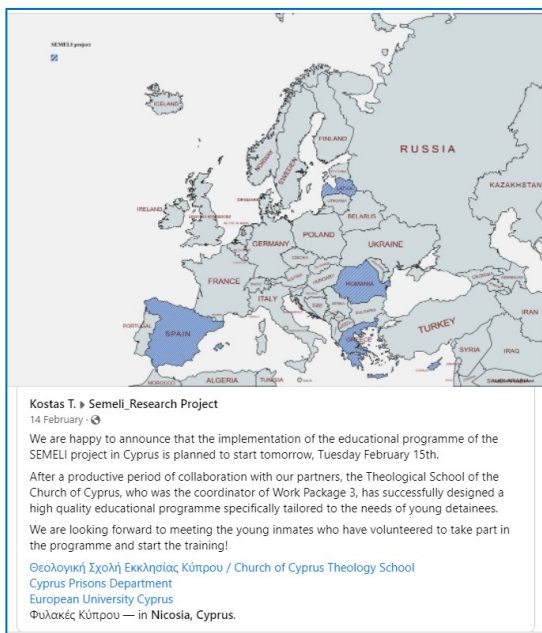 SEMELI project
ICELAND
FINLAND
NORWAY
SWEDEN
RUSSIA
KAZAKHSTAN
LATVIA
IRELAND
BELARUS
POLAND
GERMANY
UKRAINE
FRANCE
ROMANIA
ITALY
PORTUGAL
SPAIN
GREECE
TURKEY
SYRIA
IRAQ
IRAN
MOROCCO
ALGERIA
TUNISIA
SAUDI ARABIA
Kostas T. ▸ Semeli_Research Project
14 February ·
We are happy to announce that the implementation of the educational programme of the
SEMELI project in Cyprus is planned to start tomorrow, Tuesday February 15th.
After a productive period of collaboration with our partners, the Theological School of the
Church of Cyprus, who was the coordinator of Work Package 3, has successfully designed a
high quality educational programme specifically tailored to the needs of young detainees.
We are looking forward to meeting the young inmates who have volunteered to take part in
the programme and start the training!
Θεολογική Σχολή Εκκλησίας Κύπρου / Church of Cyprus Theology School
Cyprus Prisons Department
European University Cyprus
Φυλακές Κύπρου — in Nicosia, Cyprus.